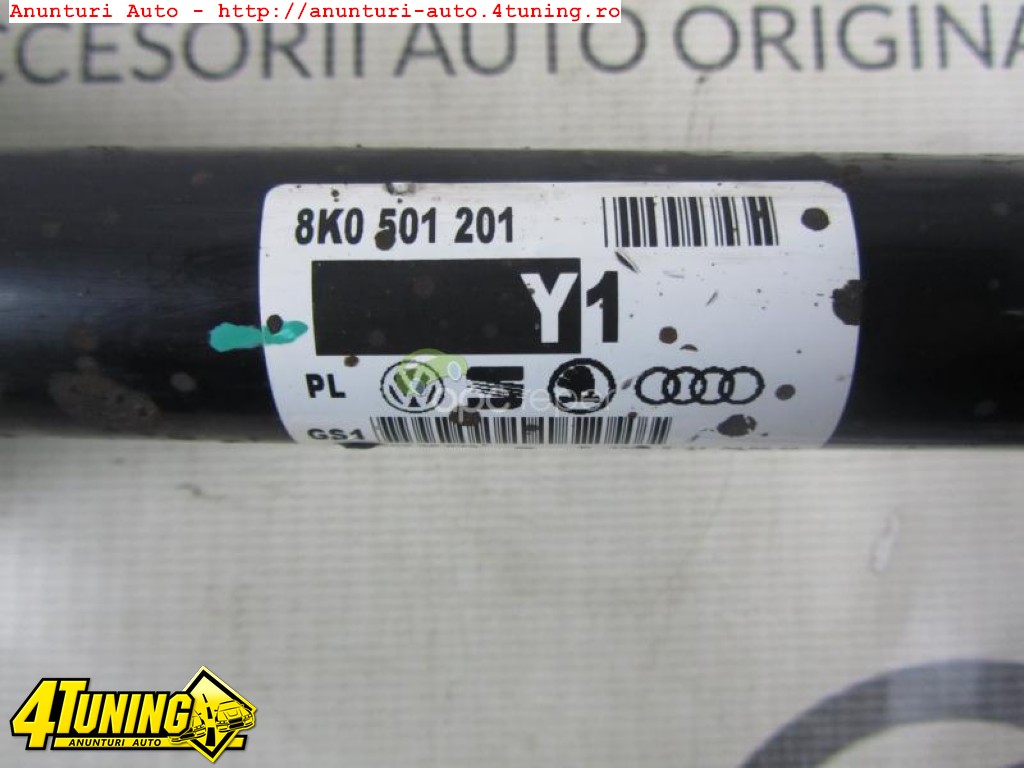 Anunturi Auto - http://anunturi-auto.4tuning.ro
CCESORII AUTO ORIGINA
8K0 501 201
H
Y1
PL
GS1
H
4TUNING
ANUNTURI AUTO